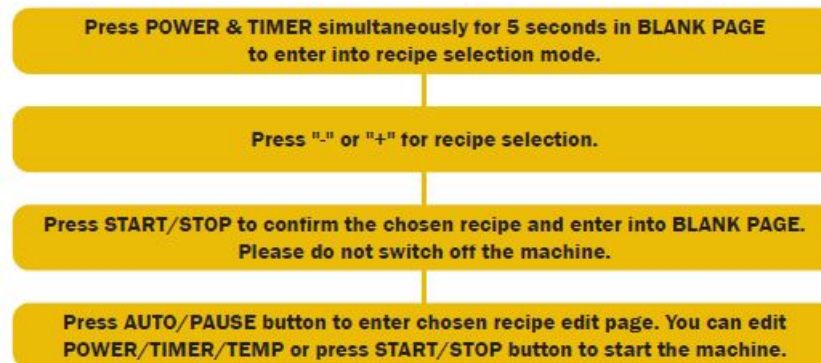 Press POWER & TIMER simultaneously for 5 seconds in BLANK PAGE
to enter into recipe selection mode.
Press "-" or "+" for recipe selection.
Press START/STOP to confirm the chosen recipe and enter into BLANK PAGE.
Please do not switch off the machine.
Press AUTO/PAUSE button to enter chosen recipe edit page. You can edit
POWER/TIMER/TEMP or press START/STOP button to start the machine.